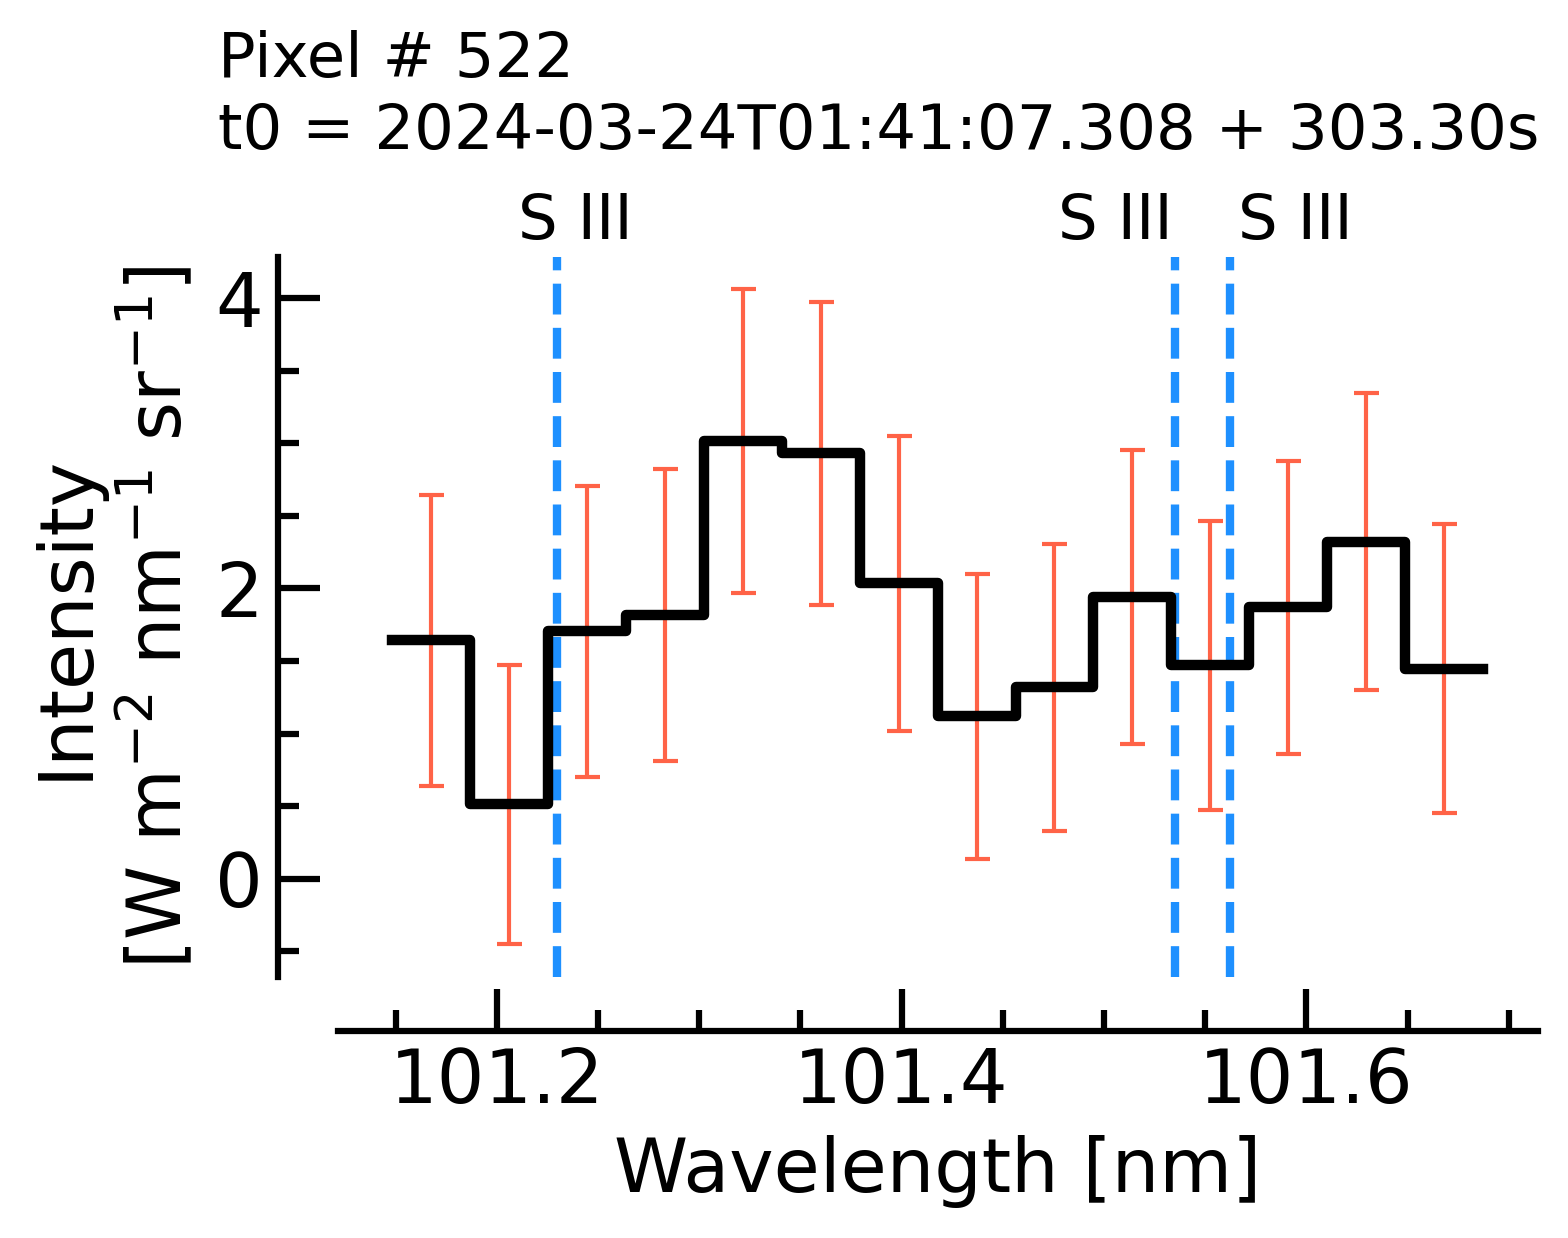 Pixel # 522
t0 = 2024-03-24T01:41:07.308 + 303.30s
S III S III S III
Intensity
[W m⁻² nm⁻¹ sr⁻¹]
4
2
0
101.2 101.4 101.6
Wavelength [nm]